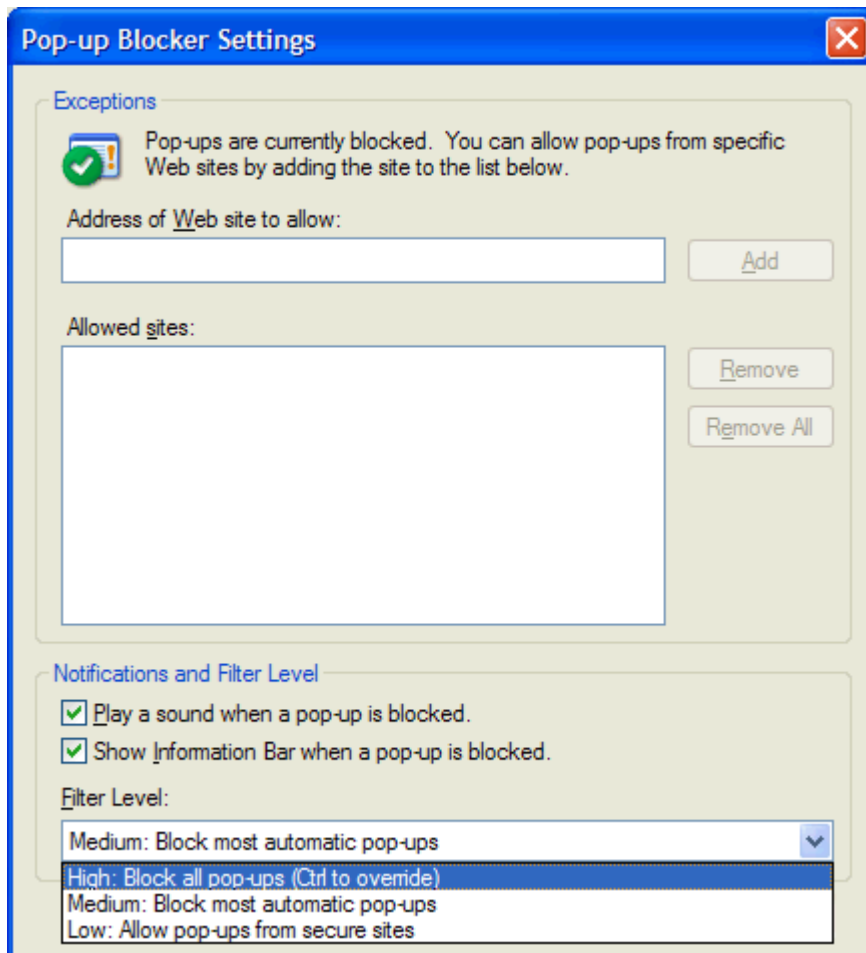 Pop-up Blocker Settings
Exceptions
Pop-ups are currently blocked.  You can allow pop-ups from specific
Web sites by adding the site to the list below.
Address of Web site to allow:
Add
Allowed sites:
Remove
Remove All
Notifications and Filter Level
Play a sound when a pop-up is blocked.
Show Information Bar when a pop-up is blocked.
Filter Level:
Medium: Block most automatic pop-ups
High: Block all pop-ups (Ctrl to override)
Medium: Block most automatic pop-ups
Low: Allow pop-ups from secure sites